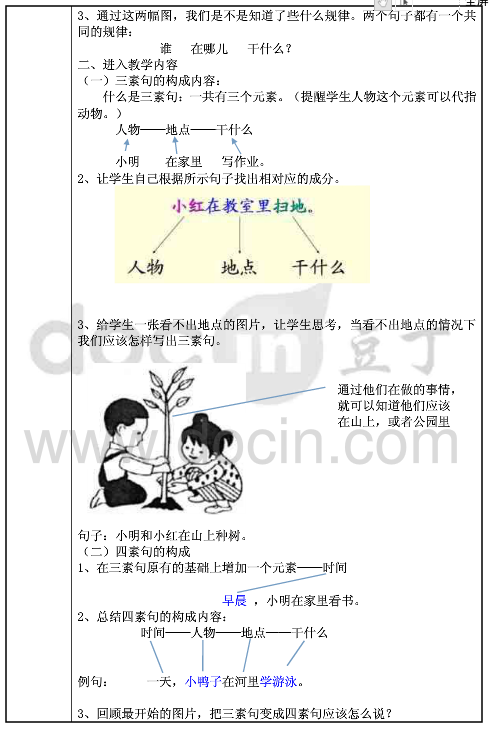 3、通过这两幅图，我们是不是知道了些什么规律。两个句子都有一个共
同的规律：
谁 在哪儿 干什么？
二、进入教学内容
（一）三素句的构成内容：
什么是三素句：一共有三个元素。（提醒学生人物这个元素可以代指
动物。）
人物——地点——干什么
小明 在家里 写作业。
2、让学生自己根据所示句子找出相对应的成分。
小红在教室里扫地。
人物 地点 干什么
3、给学生一张看不出地点的图片，让学生思考，当看不出地点的情况下
我们应该怎样写出三素句。
docin 豆丁
通过他们在做的事情，
就可以知道他们应该
在山上，或者公园里
www.docin.com
句子：小明和小红在山上种树。
（二）四素句的构成
1、在三素句原有的基础上增加一个元素——时间
早晨 ，小明在家里看书。
2、总结四素句的构成内容：
时间——人物——地点——干什么
例句： 一天，小鸭子在河里学游泳。
3、回顾最开始的图片，把三素句变成四素句应该怎么说？